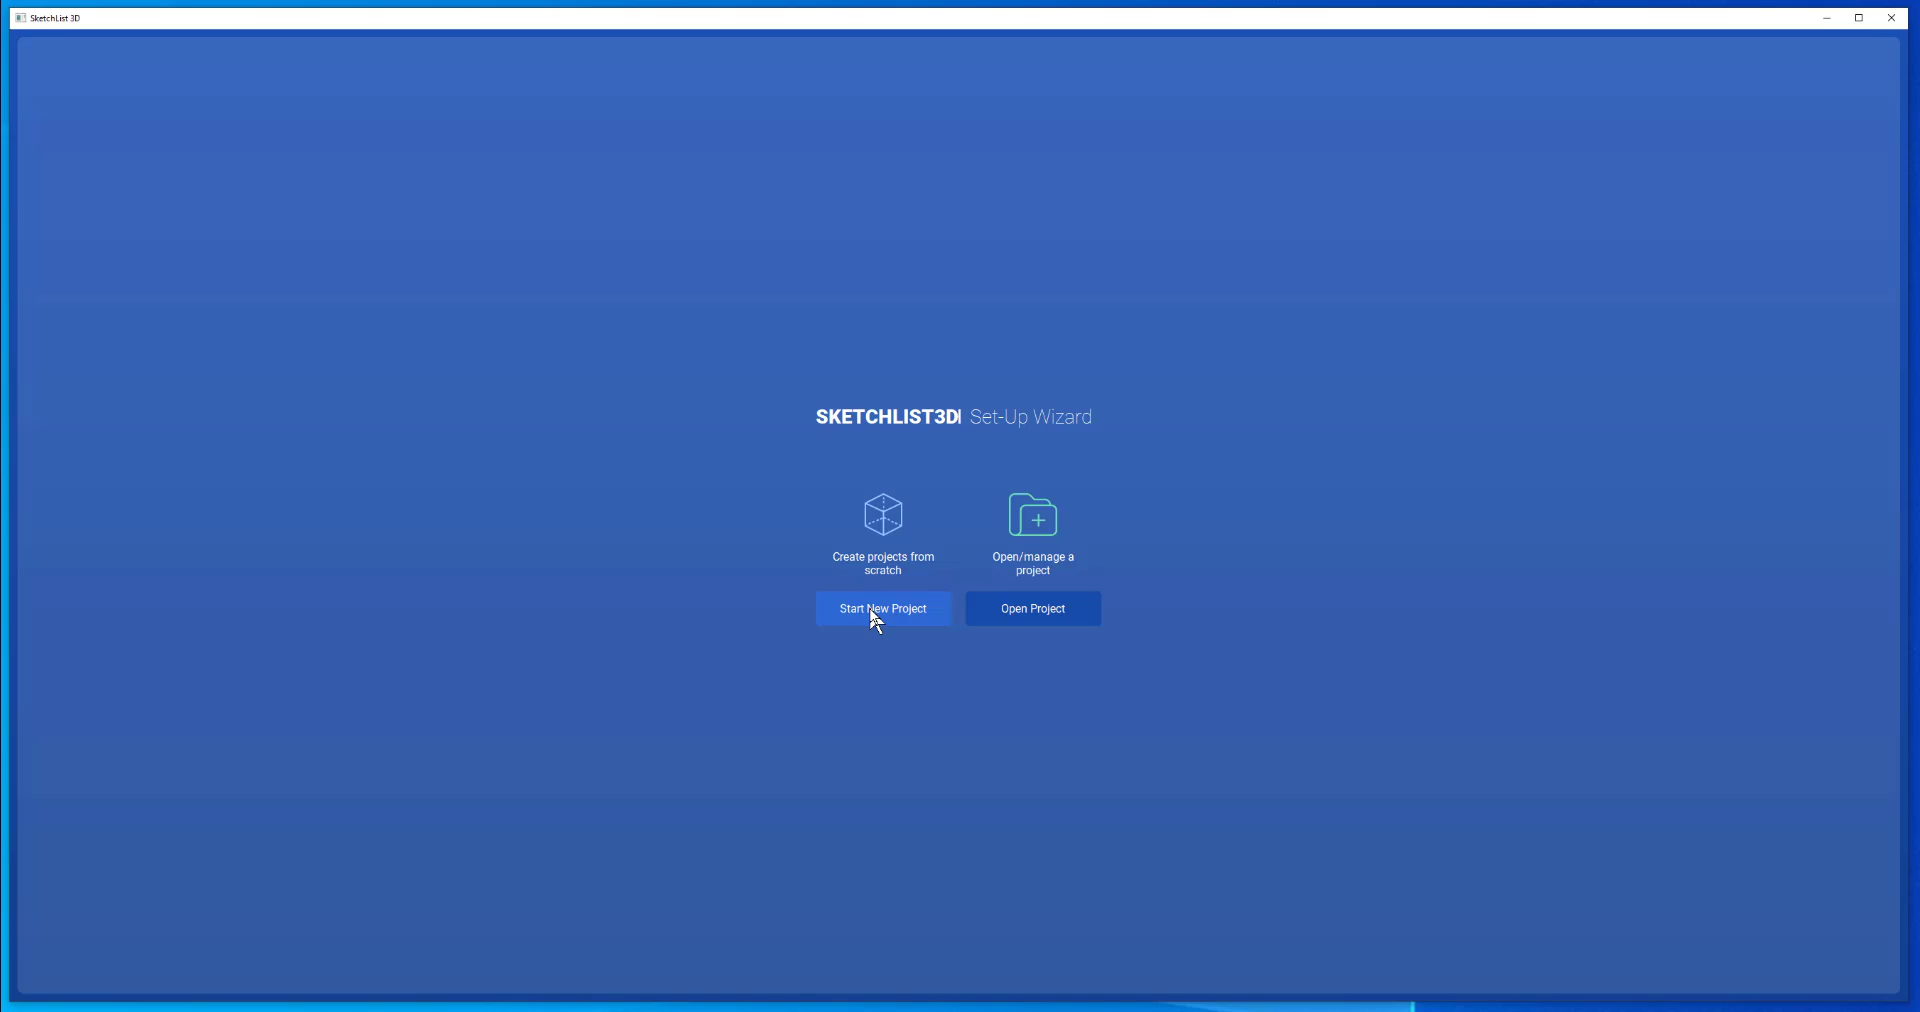 SketchList 3D
SKETCHLIST3D Set-Up Wizard
Create projects from
scratch
Open/manage a
project
Start New Project
Open Project